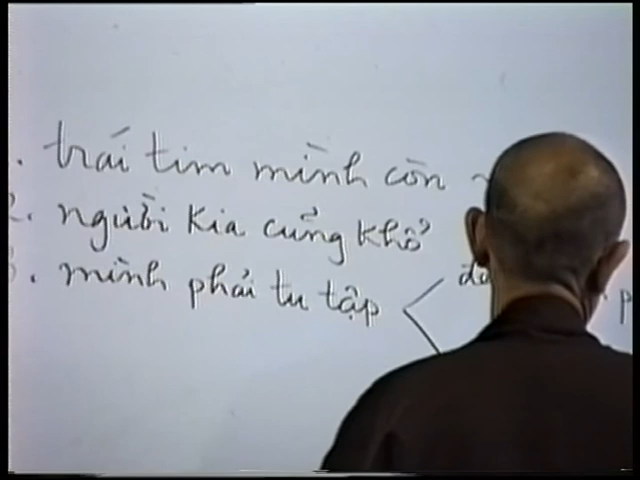 . trái tim mình còn
2. người kia cũng khổ
3. mình phải tu tập